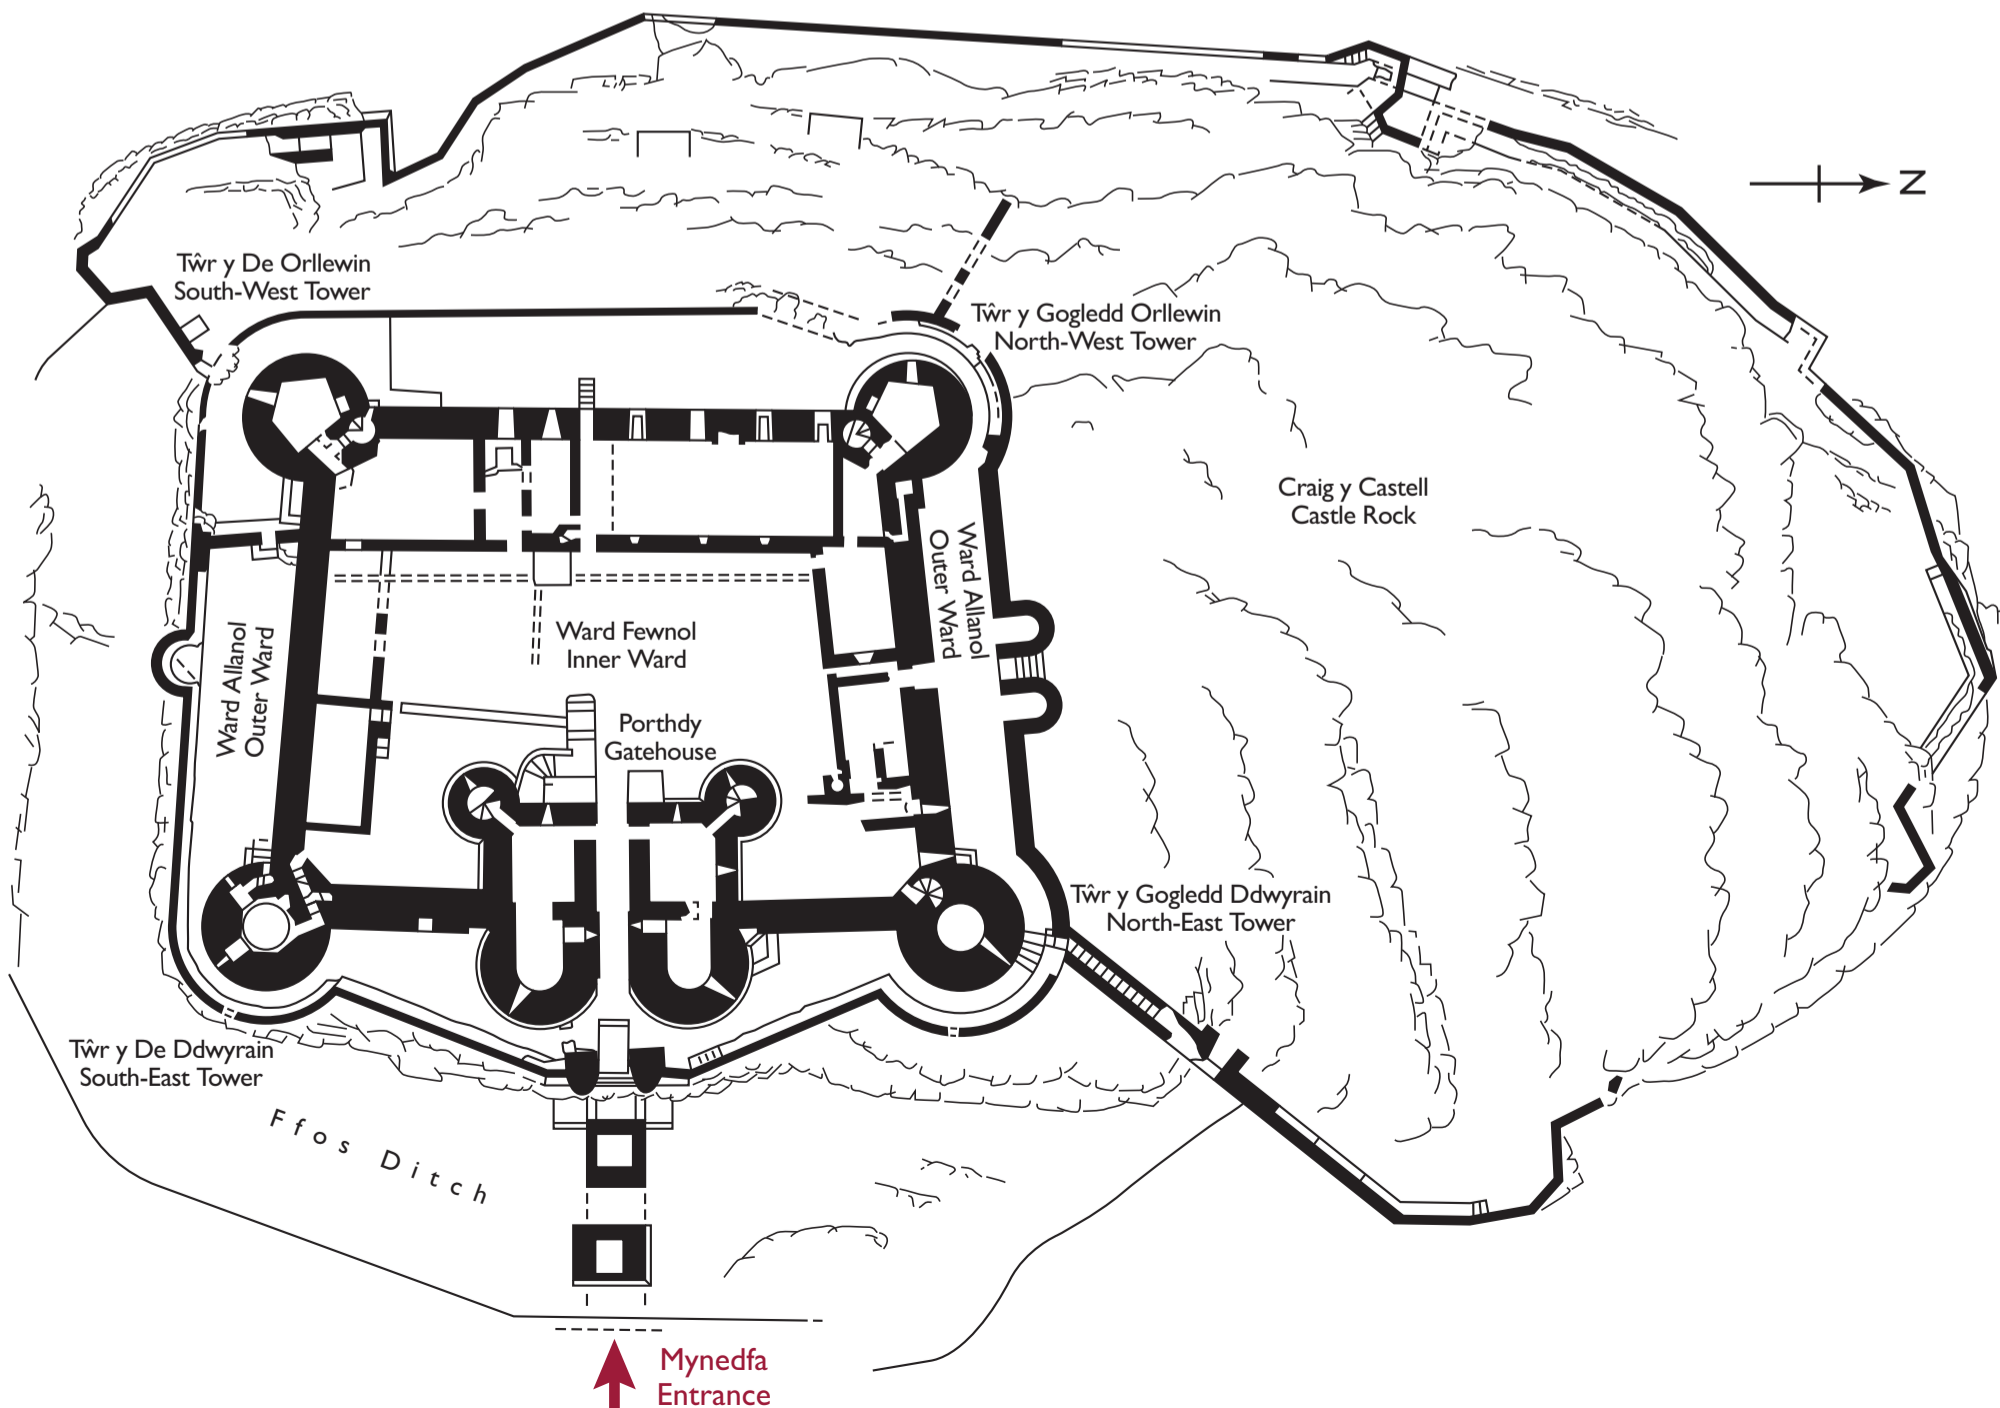 N
Tŵr y De Orllewin
South-West Tower
Tŵr y Gogledd Orllewin
North-West Tower
Craig y Castell
Castle Rock
Ward Allanol
Outer Ward
Ward Fewnol
Inner Ward
Ward Allanol
Outer Ward
Porthdy
Gatehouse
Tŵr y Gogledd Ddwyrain
North-East Tower
Tŵr y De Ddwyrain
South-East Tower
Ffos Ditch
Mynedfa
Entrance